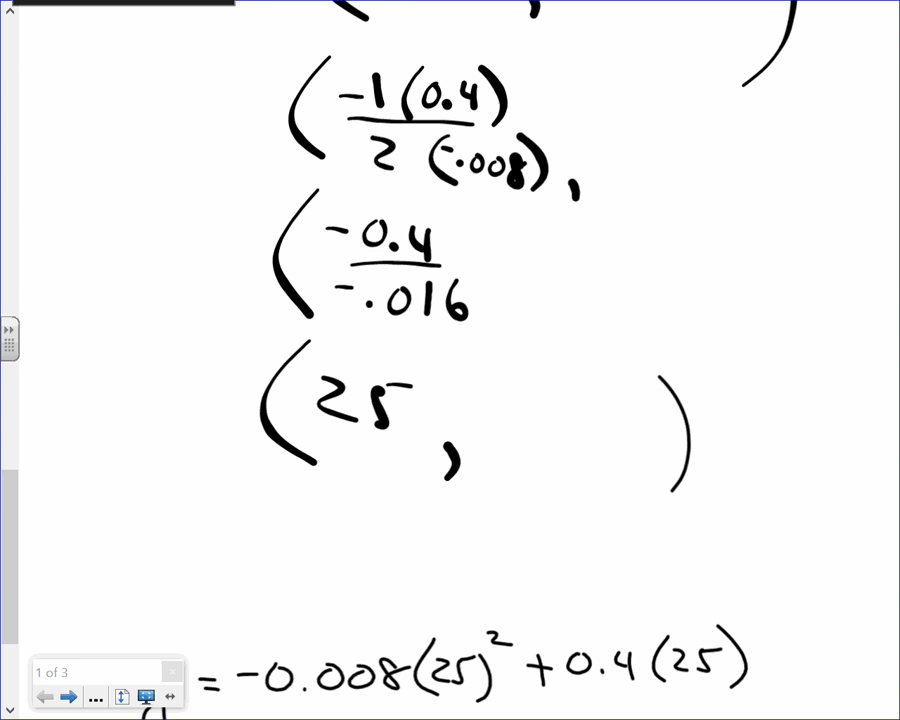 ( -1(0.4)
2 (-.008) ,
( -0.4
-.016
( 25 , )
= -0.008(25)² + 0.4(25)
1 of 3